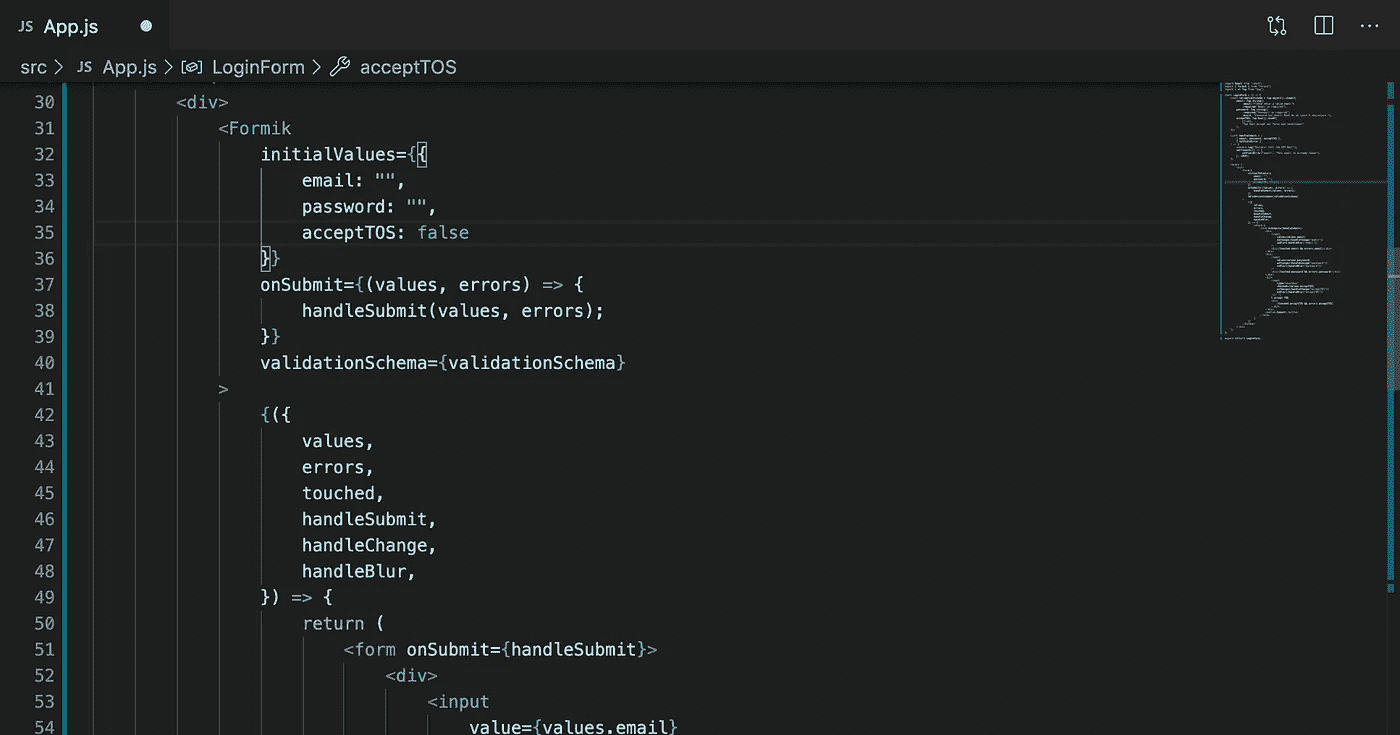 JS App.js
src > JS App.js > LoginForm > acceptTOS
30 <div>
31 <Formik
32 initialValues={{
33 email: "",
34 password: "",
35 acceptTOS: false
36 }}
37 onSubmit={(values, errors) => {
38 handleSubmit(values, errors);
39 }}
40 validationSchema={validationSchema}
41 >
42 {({
43 values,
44 errors,
45 touched,
46 handleSubmit,
47 handleChange,
48 handleBlur,
49 }) => {
50 return (
51 <form onSubmit={handleSubmit}>
52 <div>
53 <input
54 value={values.email}